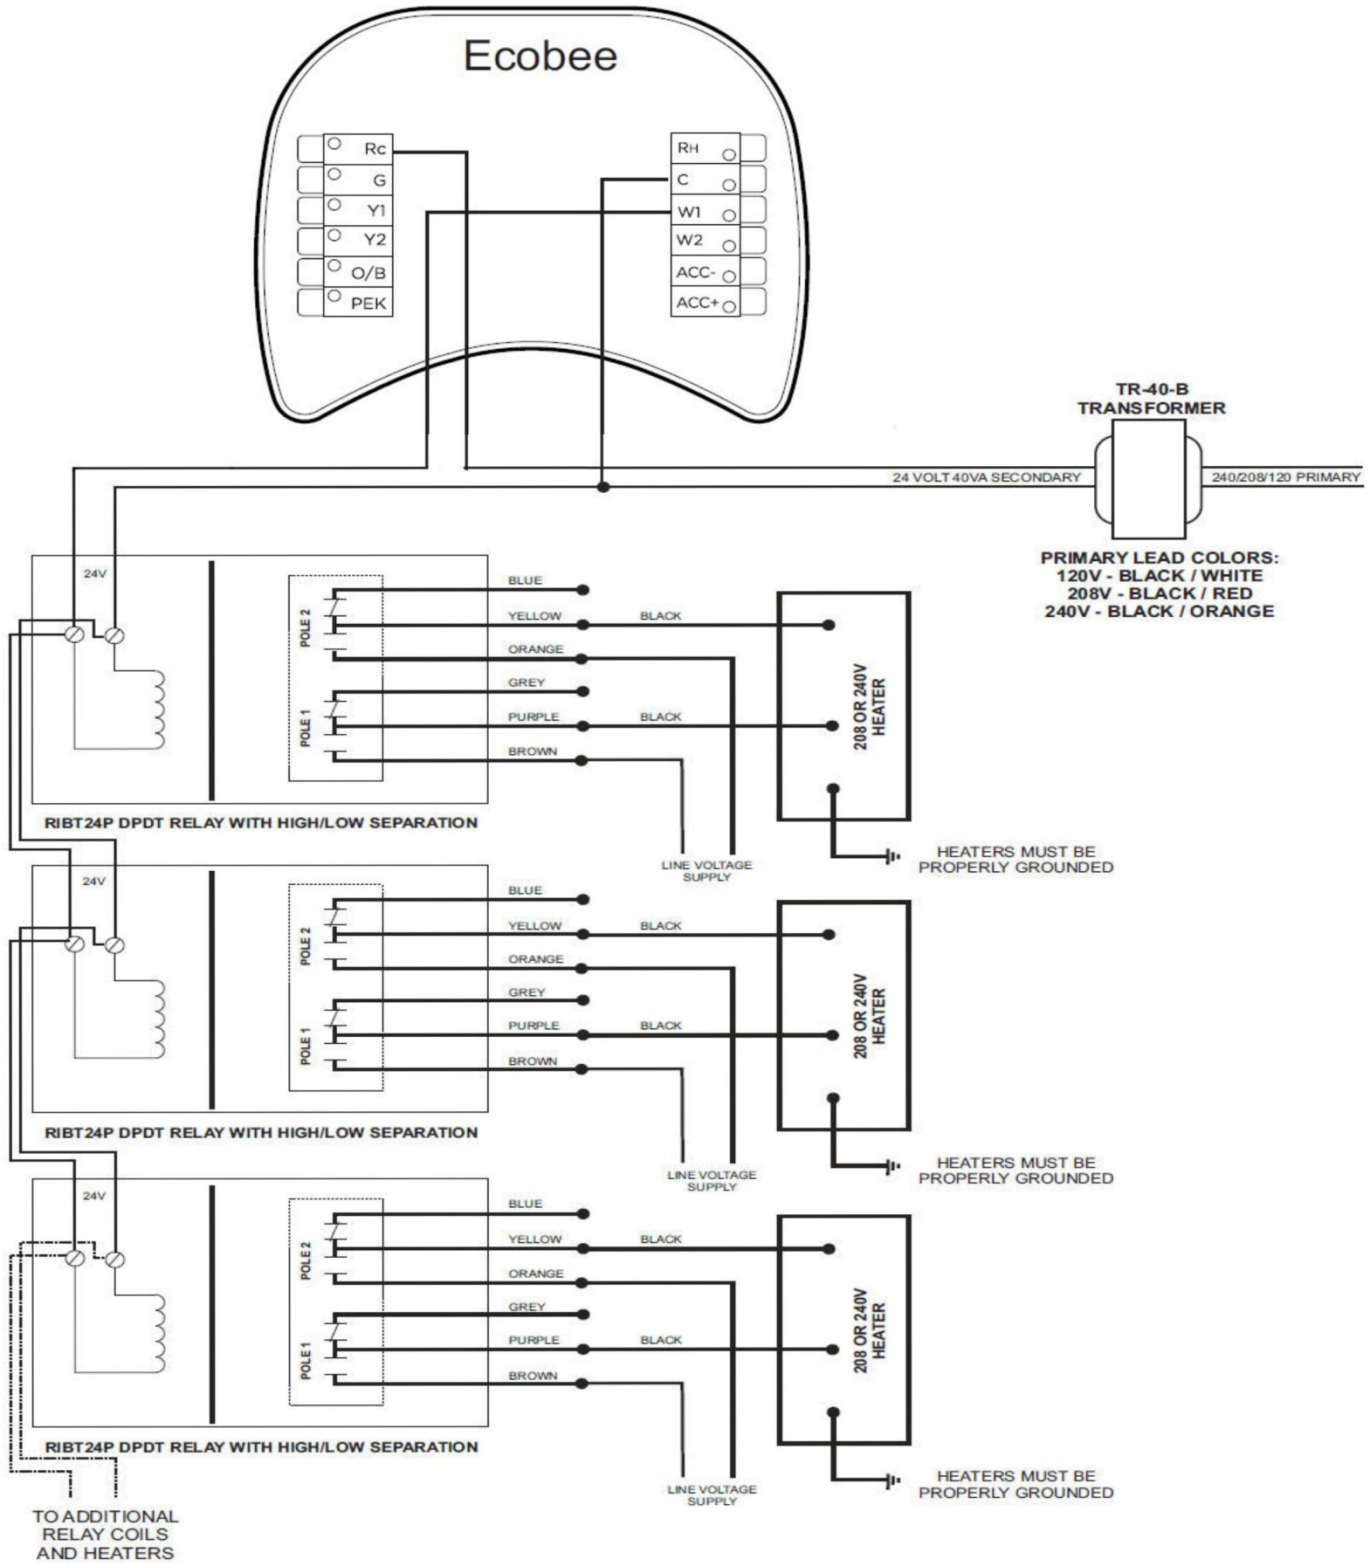 Ecobee
Rc
G
Y1
Y2
O/B
PEK
RH
C
W1
W2
ACC-
ACC+
TR-40-B
TRANSFORMER
24 VOLT 40VA SECONDARY
240/208/120 PRIMARY
PRIMARY LEAD COLORS:
120V - BLACK / WHITE
208V - BLACK / RED
240V - BLACK / ORANGE
24V
POLE 2
POLE 1
BLUE
YELLOW
ORANGE
GREY
PURPLE
BROWN
BLACK
BLACK
208 OR 240V
HEATER
RIBT24P DPDT RELAY WITH HIGH/LOW SEPARATION
LINE VOLTAGE
SUPPLY
HEATERS MUST BE
PROPERLY GROUNDED
24V
POLE 2
POLE 1
BLUE
YELLOW
ORANGE
GREY
PURPLE
BROWN
BLACK
BLACK
208 OR 240V
HEATER
RIBT24P DPDT RELAY WITH HIGH/LOW SEPARATION
LINE VOLTAGE
SUPPLY
HEATERS MUST BE
PROPERLY GROUNDED
24V
POLE 2
POLE 1
BLUE
YELLOW
ORANGE
GREY
PURPLE
BROWN
BLACK
BLACK
208 OR 240V
HEATER
RIBT24P DPDT RELAY WITH HIGH/LOW SEPARATION
LINE VOLTAGE
SUPPLY
HEATERS MUST BE
PROPERLY GROUNDED
TO ADDITIONAL
RELAY COILS
AND HEATERS